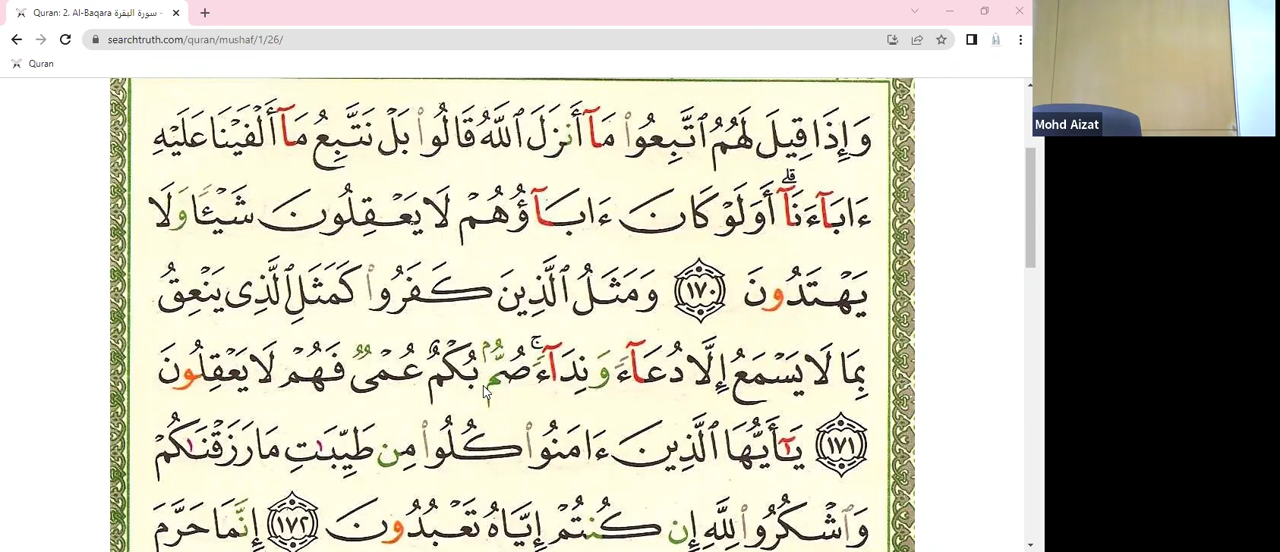 Quran: 2. Al-Baqara سورة البقرة -
searchtruth.com/quran/mushaf/1/26/
Quran
Mohd Aizat
وَإِذَا قِيلَ لَهُمُ ٱتَّبِعُوا۟ مَآ أَنزَلَ ٱللَّهُ قَالُوا۟ بَلْ نَتَّبِعُ مَآ أَلْفَيْنَا عَلَيْهِ
ءَابَآءَنَآ ۗ أَوَلَوْ كَانَ ءَابَآؤُهُمْ لَا يَعْقِلُونَ شَيْـًٔا وَلَا
يَهْتَدُونَ ١٧٠ وَمَثَلُ ٱلَّذِينَ كَفَرُوا۟ كَمَثَلِ ٱلَّذِى يَنْعِقُ
بِمَا لَا يَسْمَعُ إِلَّا دُعَآءً وَنِدَآءً ۚ صُمٌّۢ بُكْمٌ عُمْىٌ فَهُمْ لَا يَعْقِلُونَ
١٧١ يَـٰٓأَيُّهَا ٱلَّذِينَ ءَامَنُوا۟ كُلُوا۟ مِن طَيِّبَـٰتِ مَا رَزَقْنَـٰكُمْ
وَٱشْكُرُوا۟ لِلَّهِ إِن كُنتُمْ إِيَّاهُ تَعْبُدُونَ ١٧٢ إِنَّمَا حَرَّمَ